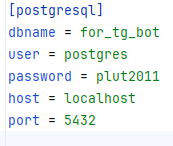 [postgresql]
dbname = for_tg_bot
user = postgres
password = plut2011
host = localhost
port = 5432